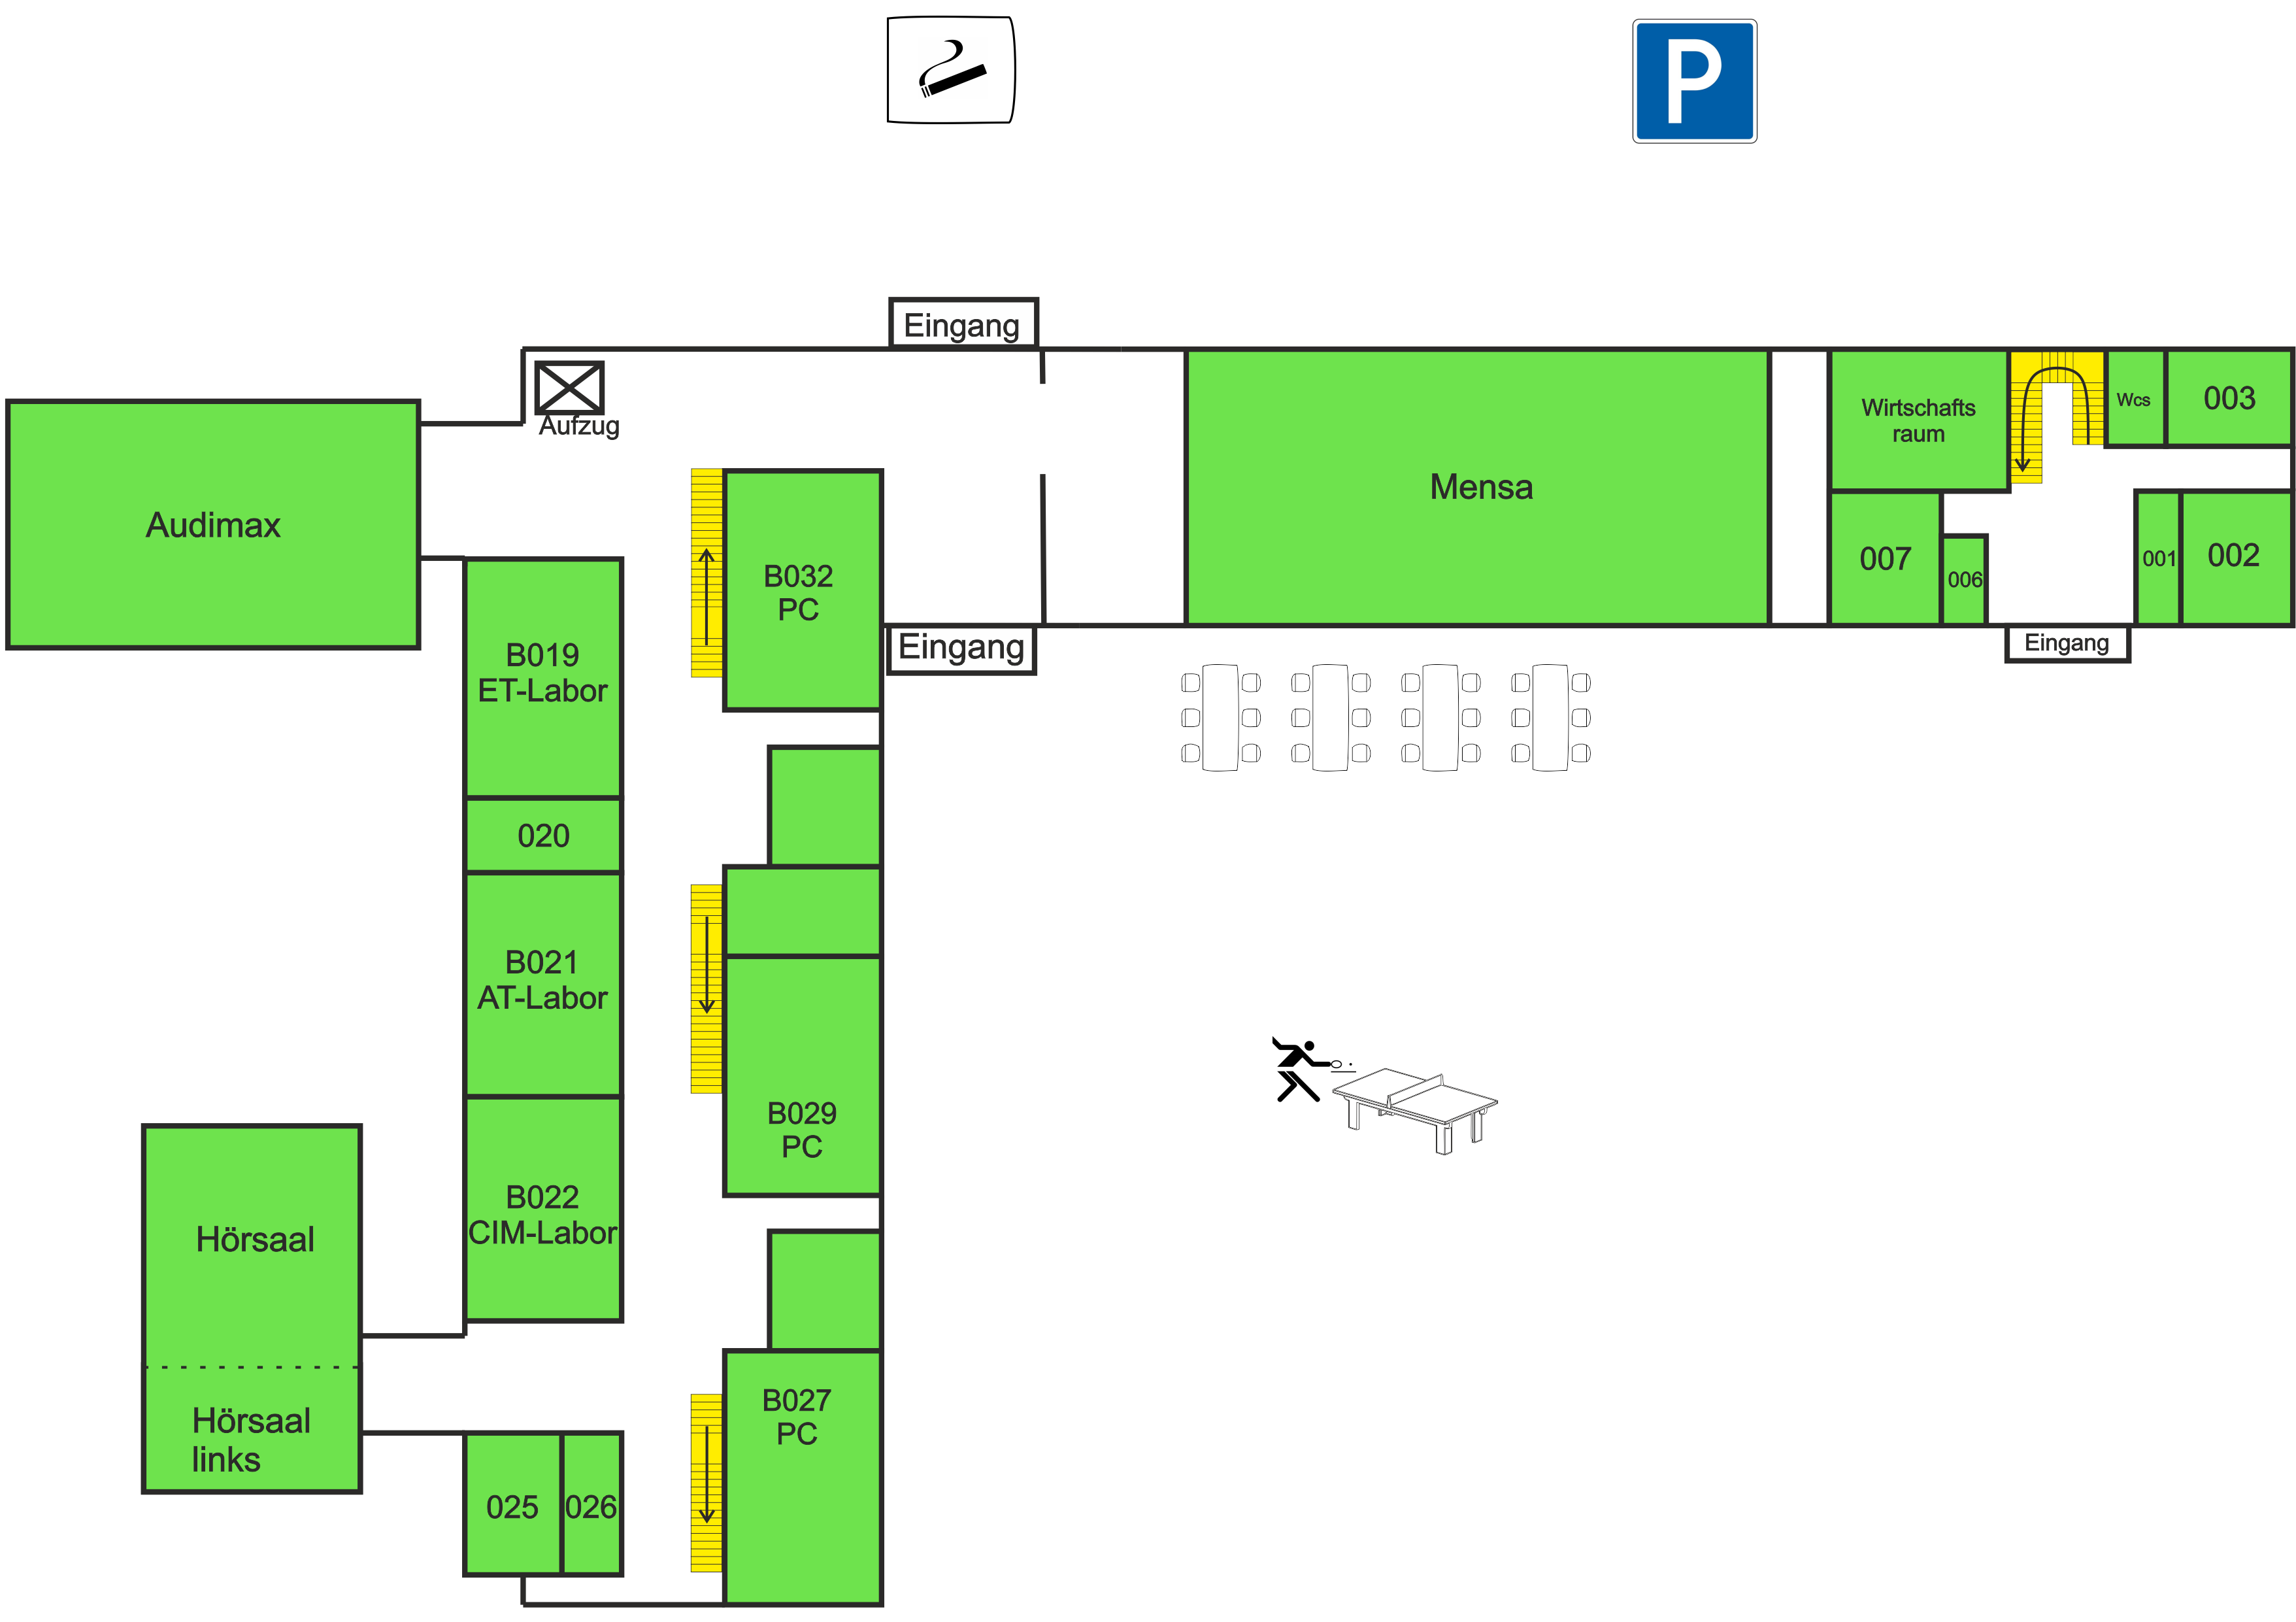 P
Eingang
Aufzug
Audimax
Mensa
Wirtschafts
raum
Wcs
003
007
006
001
002
Eingang
Eingang
B032
PC
B019
ET-Labor
020
B021
AT-Labor
B029
PC
B022
CIM-Labor
Hörsaal
Hörsaal
links
B027
PC
025
026